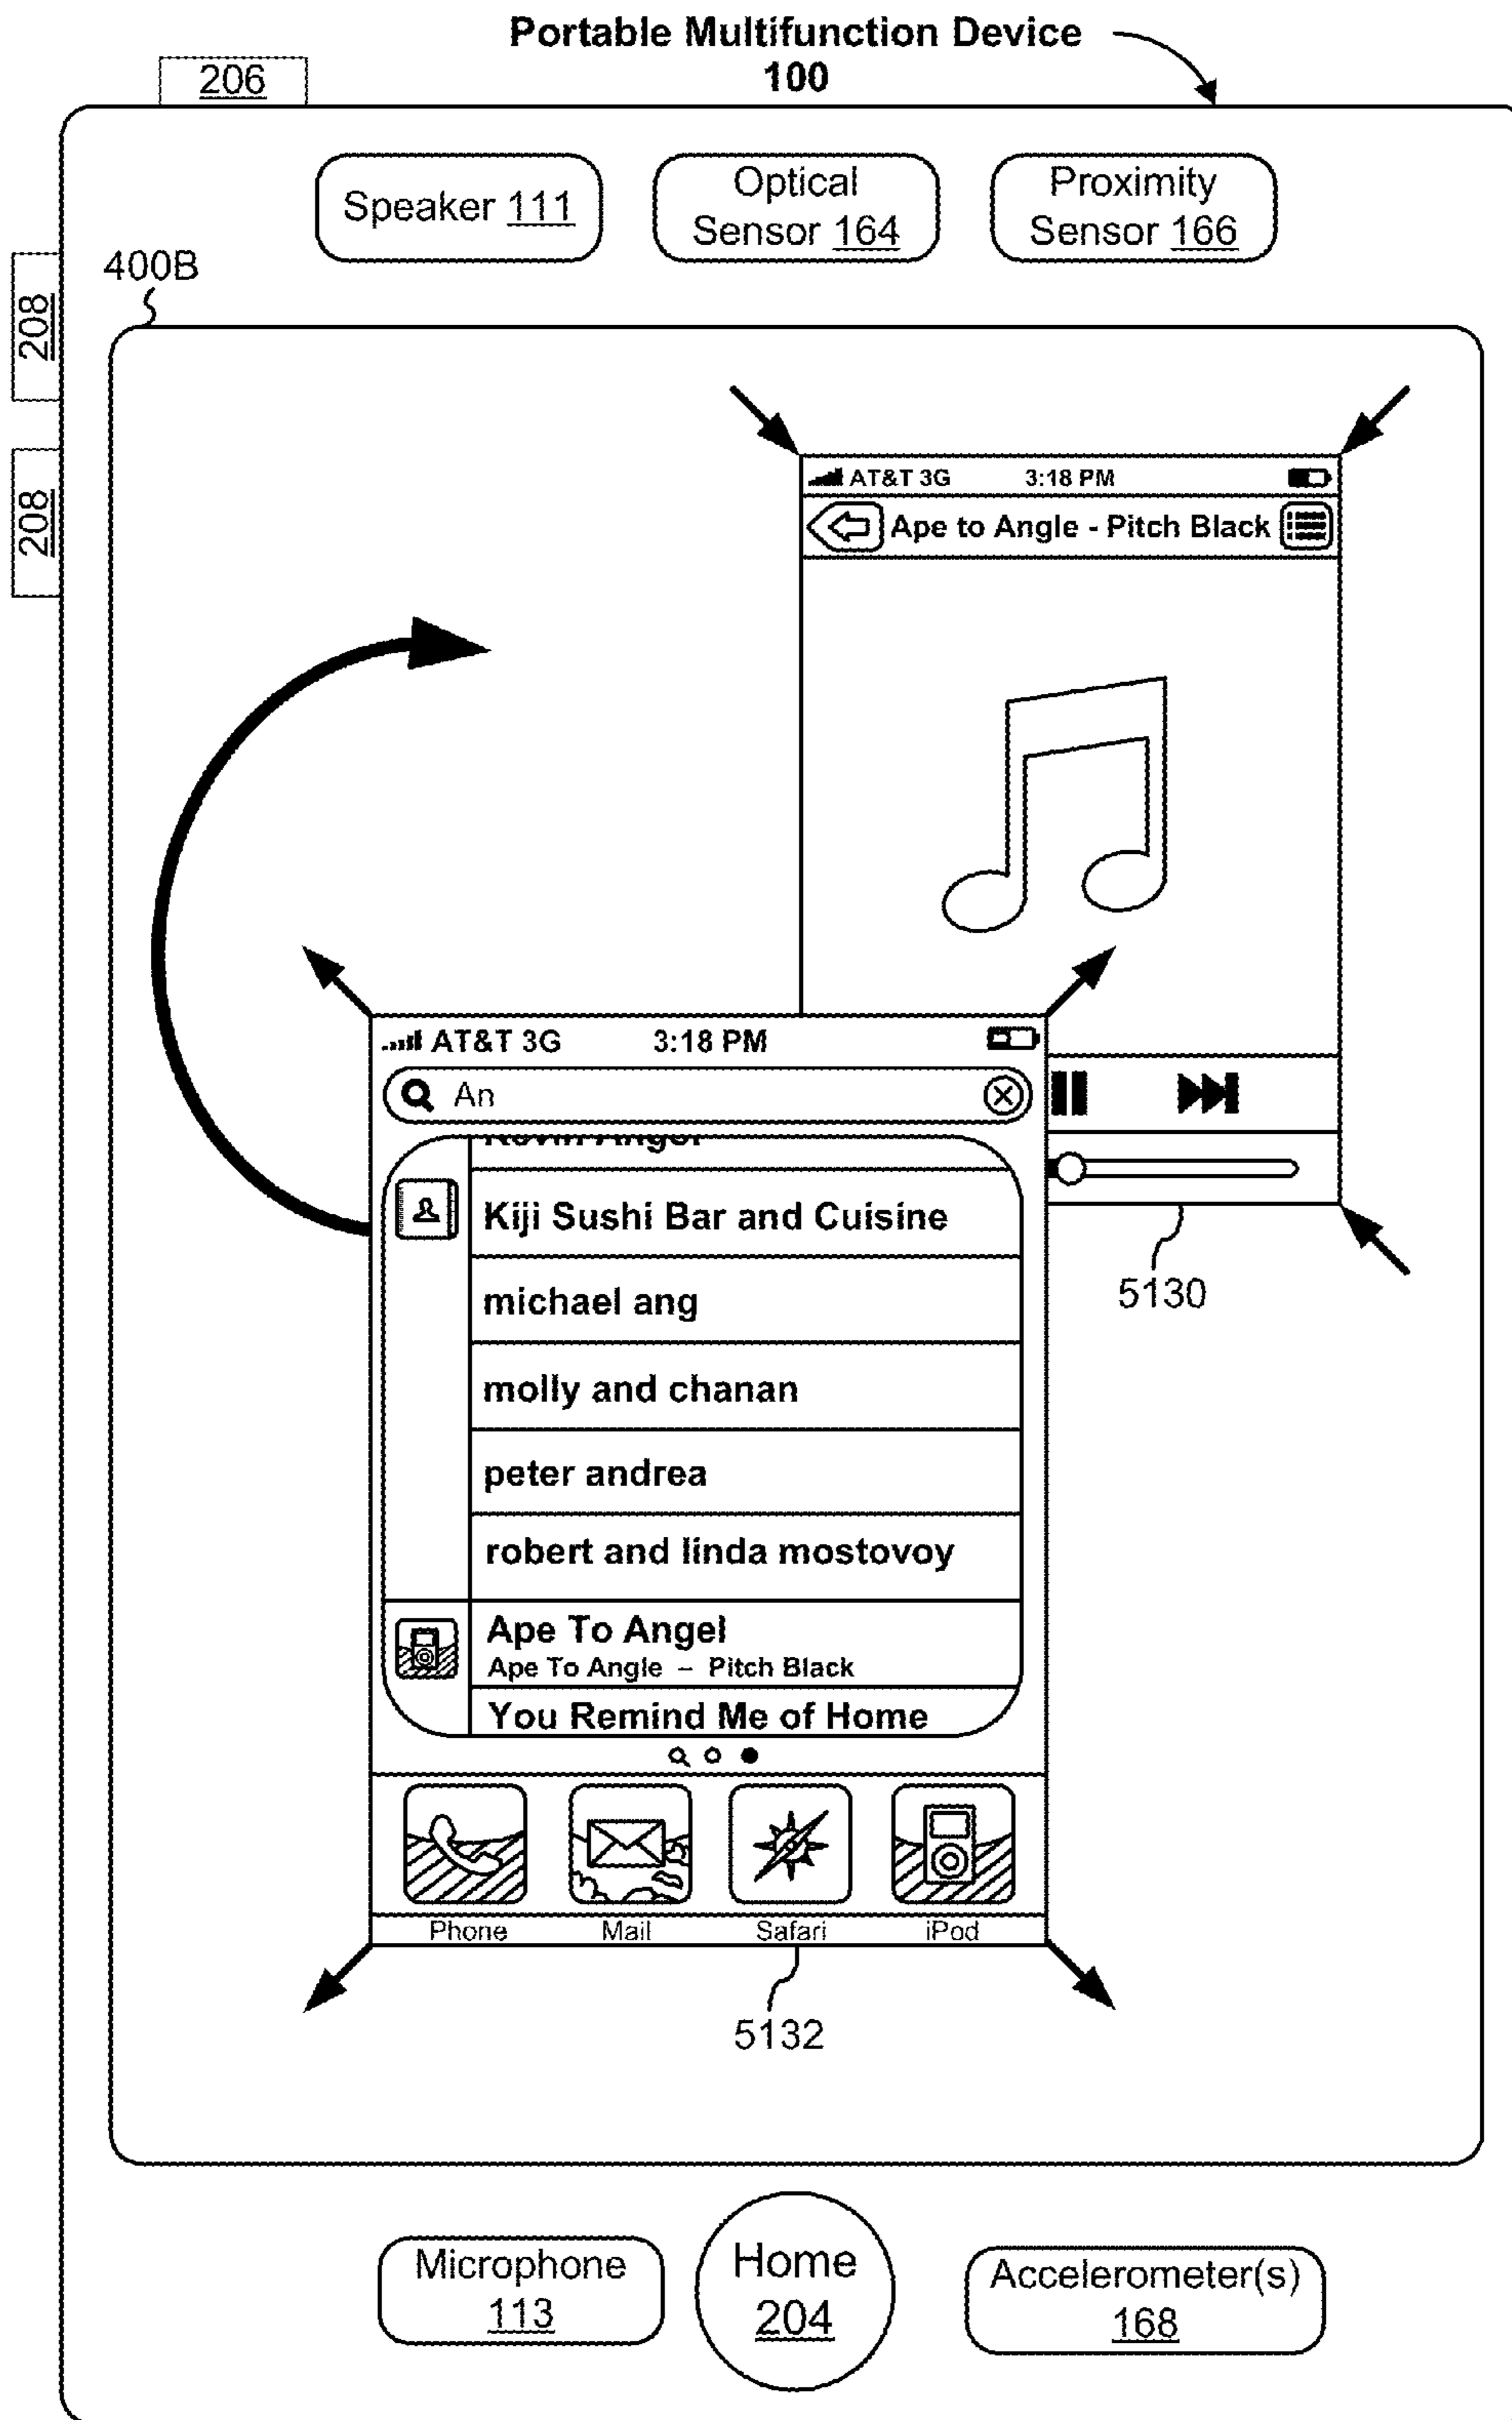 Portable Multifunction Device
100
206
Speaker 111
Optical
Sensor 164
Proximity
Sensor 166
400B
208
208
AT&T 3G 3:18 PM
Ape to Angle - Pitch Black
AT&T 3G 3:18 PM
An
Kiji Sushi Bar and Cuisine
michael ang
molly and chanan
peter andrea
robert and linda mostovoy
Ape To Angel
Ape To Angle – Pitch Black
You Remind Me of Home
Phone Mail Safari iPod
5130
5132
Microphone
113
Home
204
Accelerometer(s)
168